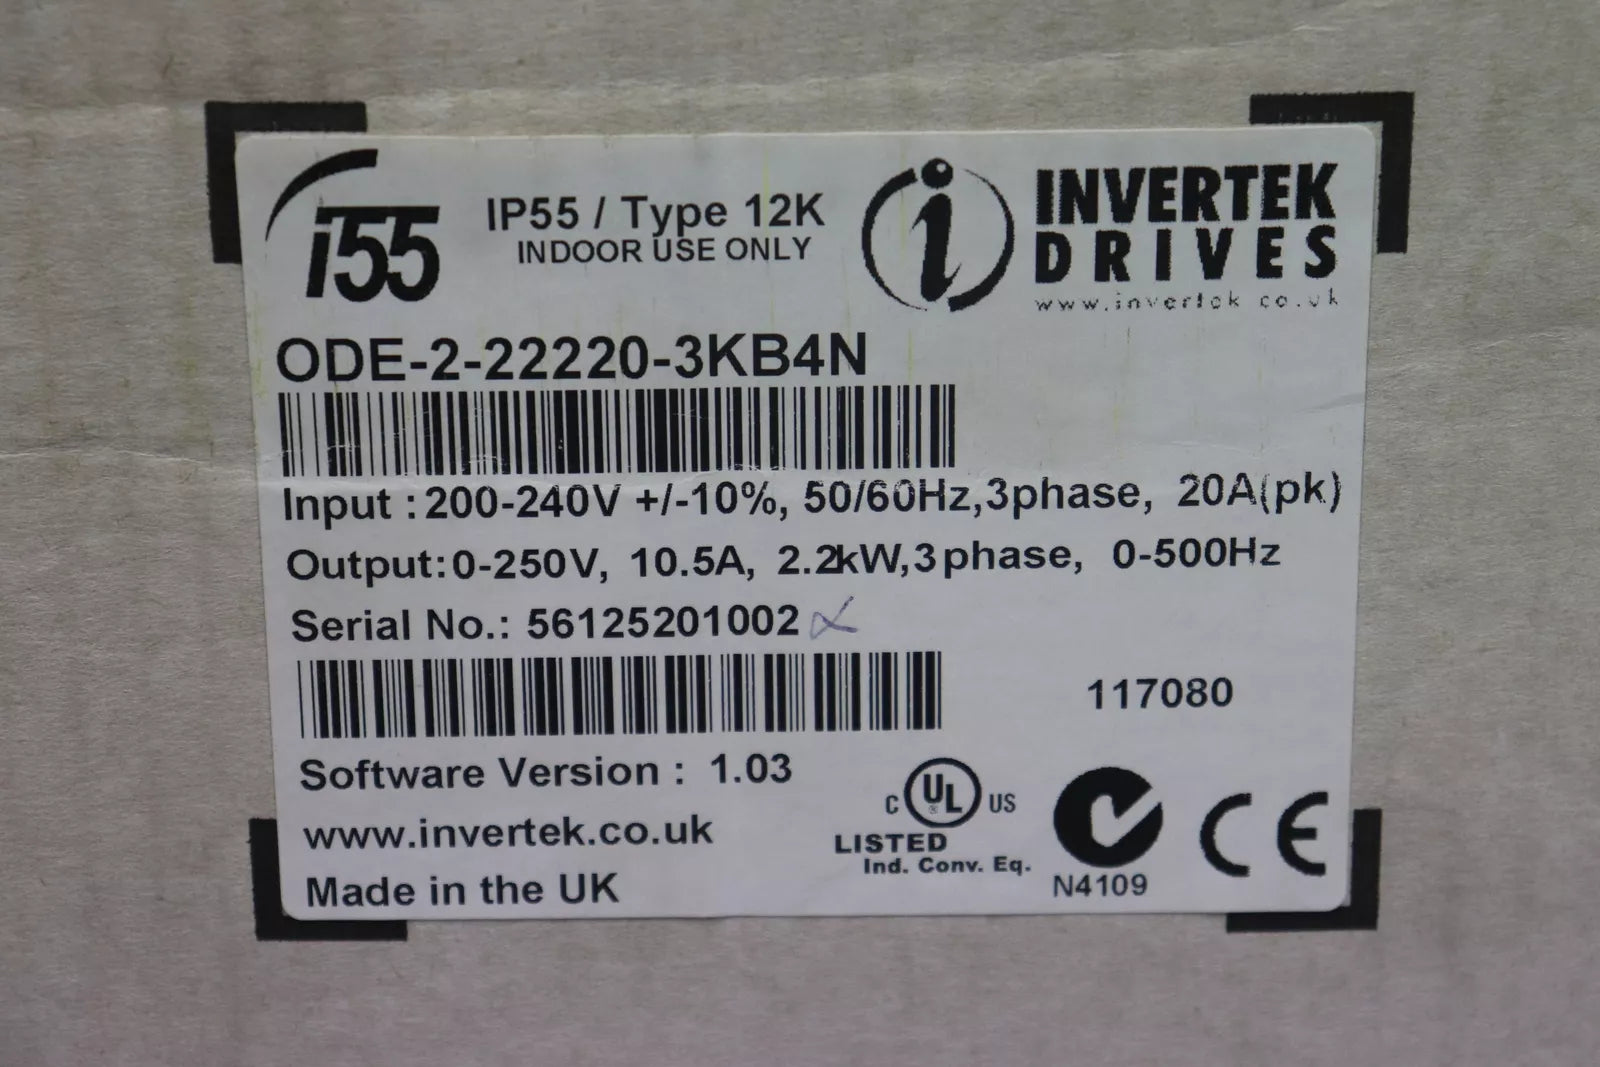 i55
IP55 / Type 12K
INDOOR USE ONLY
INVERTEK
DRIVES
www.invertek.co.uk
ODE-2-22220-3KB4N
Input : 200-240V +/-10%, 50/60Hz,3phase, 20A(pk)
Output:0-250V, 10.5A, 2.2kW,3phase, 0-500Hz
Serial No.: 56125201002
117080
Software Version : 1.03
www.invertek.co.uk
Made in the UK
C UL ® US
LISTED
Ind. Conv. Eq.
N4109
CE